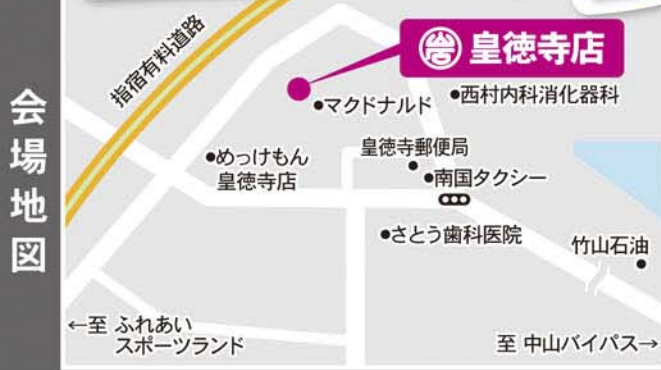 会場地図
指宿有料道路
皇徳寺店
マクドナルド
西村内科消化器科
めっけもん
皇徳寺店
皇徳寺郵便局
南国タクシー
さとう歯科医院
竹山石油
←至 ふれあい
スポーツランド
至 中山バイパス→